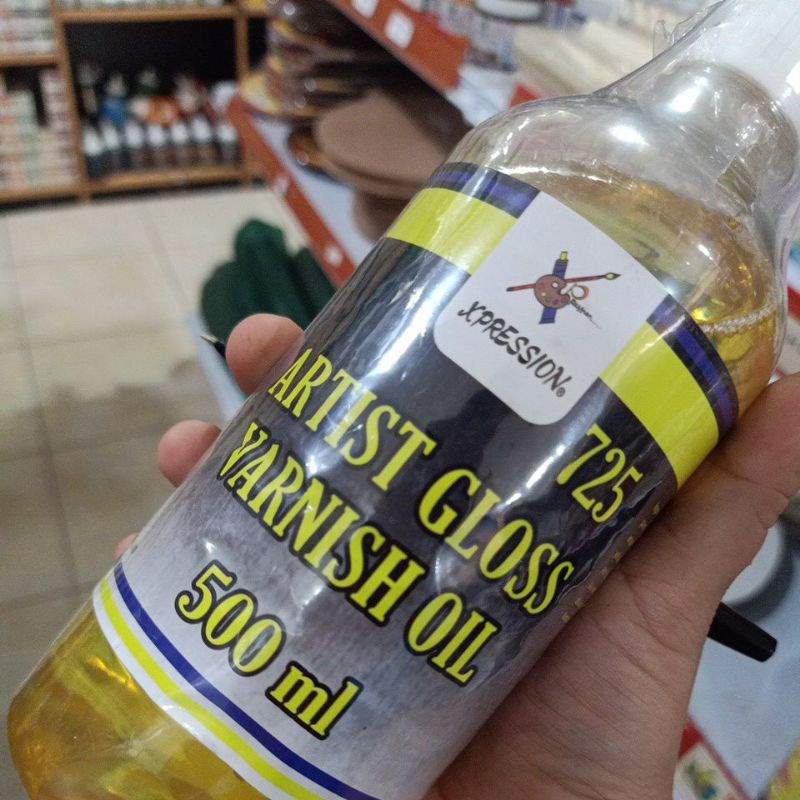 XPRESSION®
725
ARTIST GLOSS
VARNISH OIL
500 ml